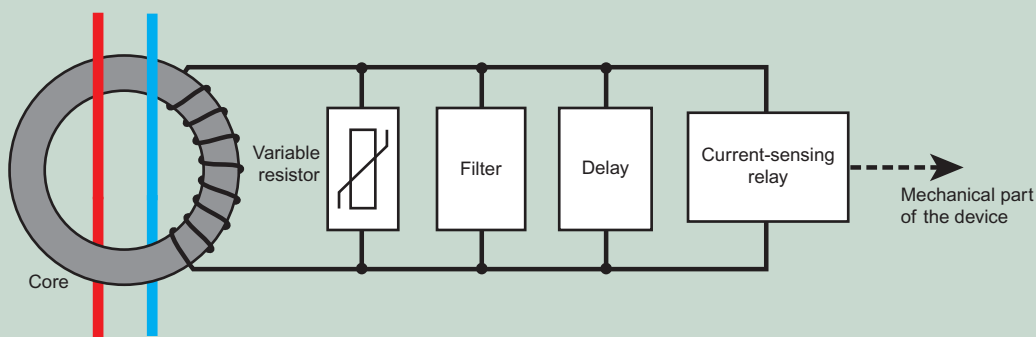 Core
Variable
resistor
Filter
Delay
Current-sensing
relay
Mechanical part
of the device